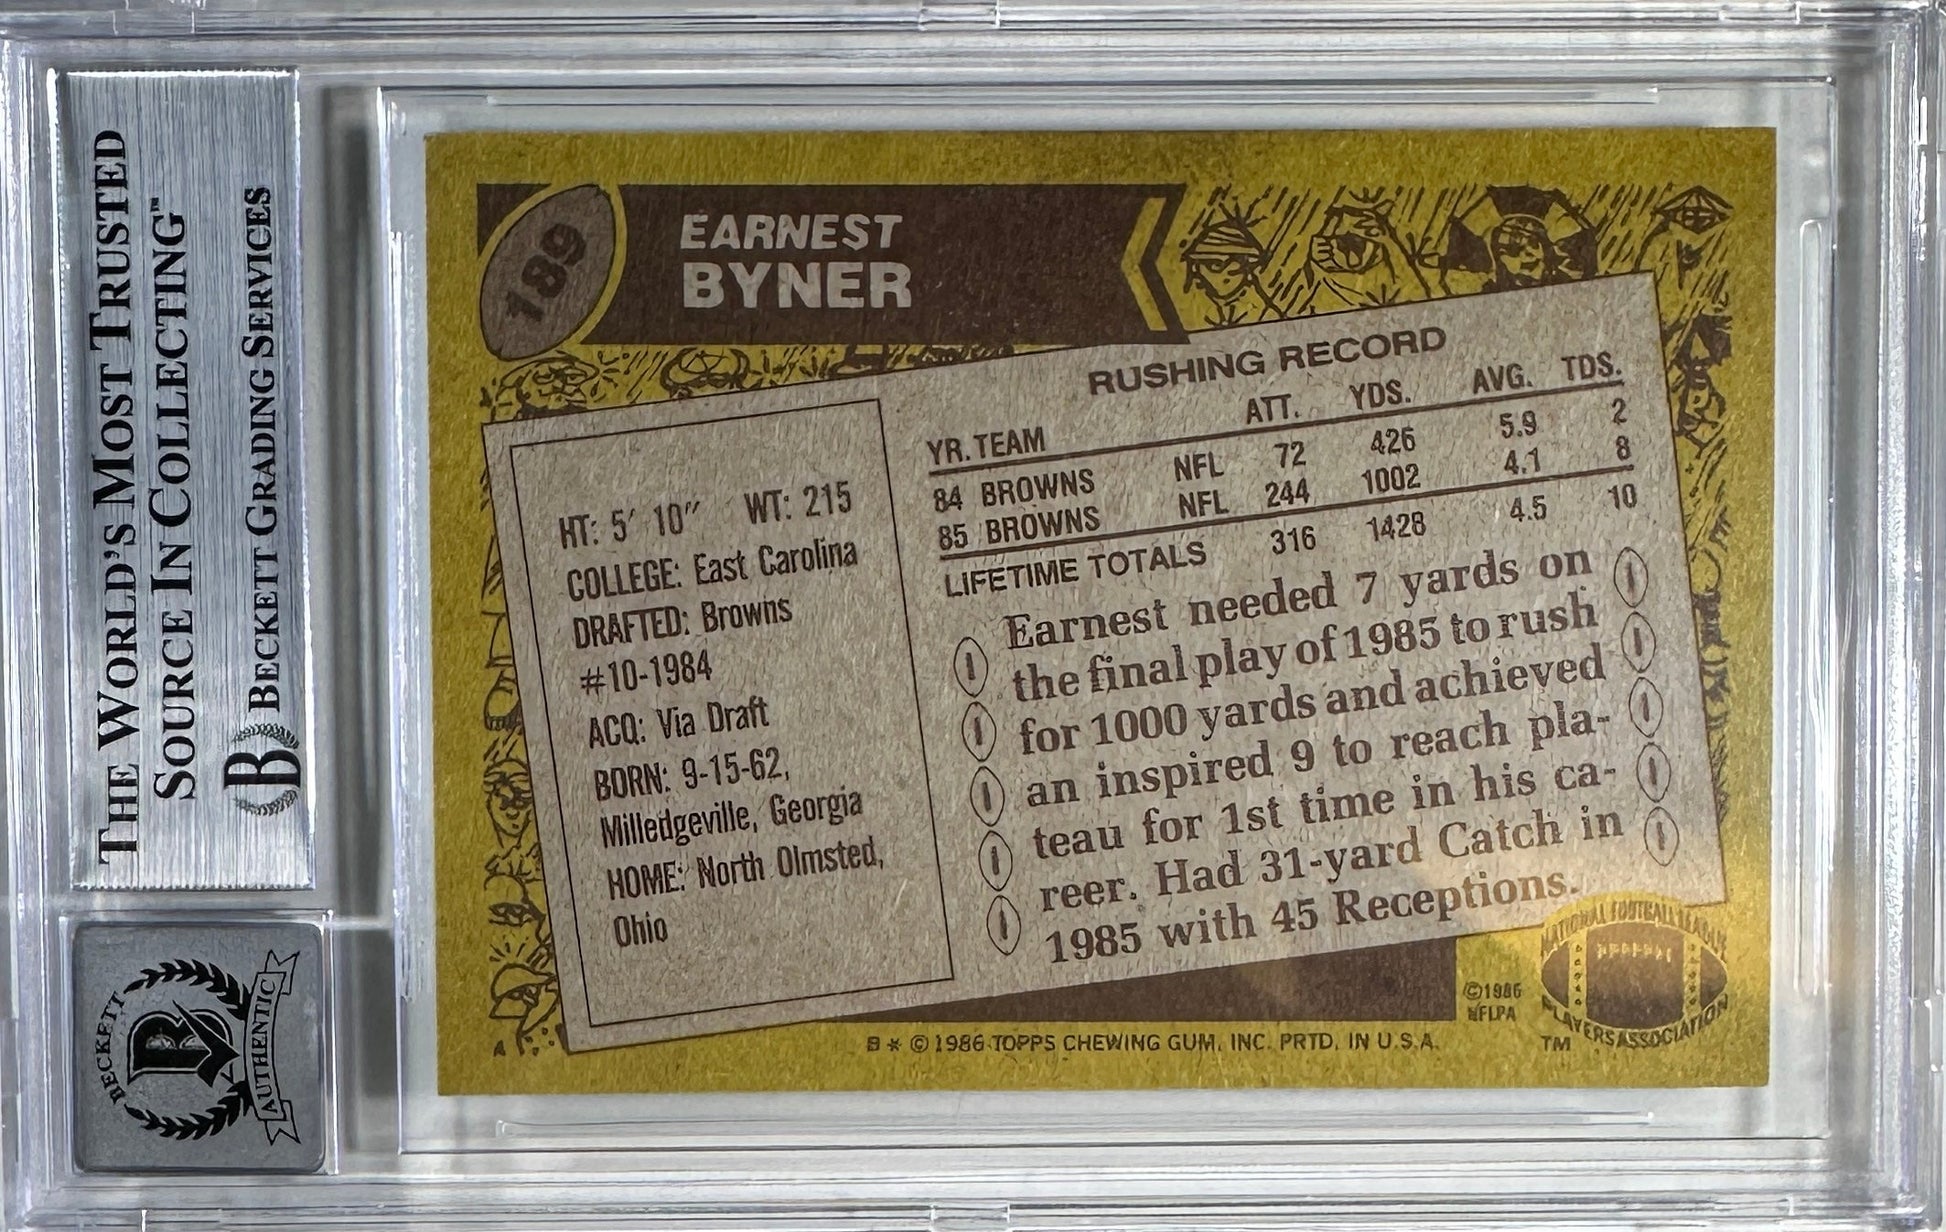 THE WORLD'S MOST TRUSTED
SOURCE IN COLLECTING™
BECKETT GRADING SERVICES
B
BECKETT
B
AUTHENTIC
189
EARNEST
BYNER
HT: 5' 10" WT: 215
COLLEGE: East Carolina
DRAFTED: Browns
#10-1984
ACQ: Via Draft
BORN: 9-15-62,
Milledgeville, Georgia
HOME: North Olmsted,
Ohio
RUSHING RECORD
YR. TEAM ATT. YDS. AVG. TDS.
84 BROWNS NFL 72 426 5.9 2
85 BROWNS NFL 244 1002 4.1 8
LIFETIME TOTALS 316 1428 4.5 10
Earnest needed 7 yards on
the final play of 1985 to rush
for 1000 yards and achieved
an inspired 9 to reach pla-
teau for 1st time in his ca-
reer. Had 31-yard Catch in
1985 with 45 Receptions.
NATIONAL FOOTBALL LEAGUE
PLAYERS ASSOCIATION
TM
©1986
NFLPA
B * © 1986 TOPPS CHEWING GUM, INC. PRTD. IN U.S.A.